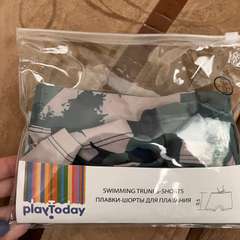 SWIMMING TRUNKS-SHORTS
ПЛАВКИ-ШОРТЫ ДЛЯ ПЛАВАНИЯ
playToday